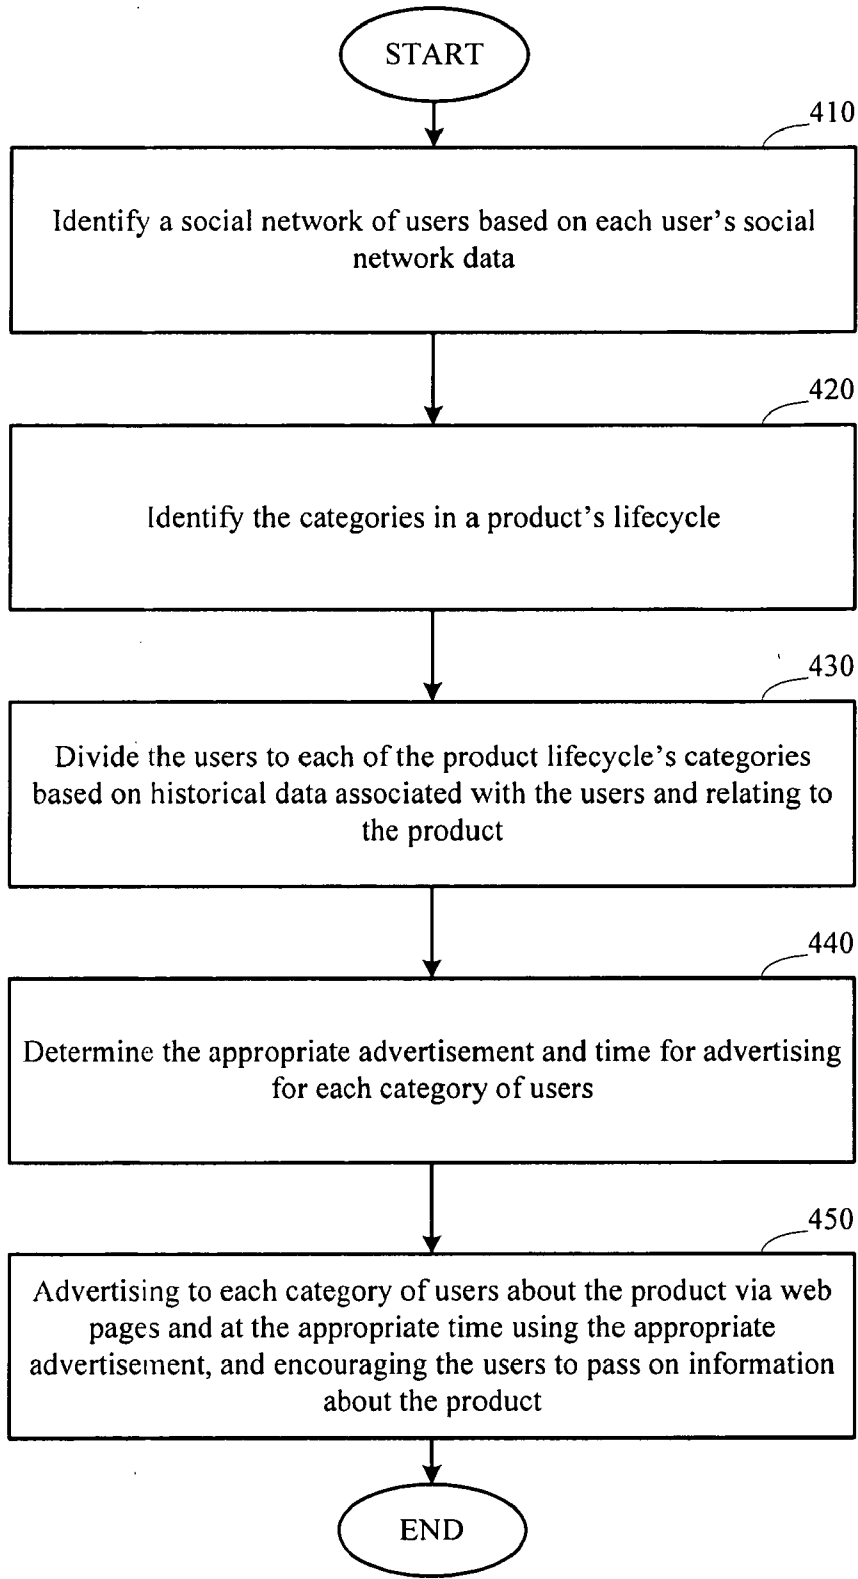 START
410
Identify a social network of users based on each user's social
network data
420
Identify the categories in a product's lifecycle
430
Divide the users to each of the product lifecycle's categories
based on historical data associated with the users and relating to
the product
440
Determine the appropriate advertisement and time for advertising
for each category of users
450
Advertising to each category of users about the product via web
pages and at the appropriate time using the appropriate
advertisement, and encouraging the users to pass on information
about the product
END